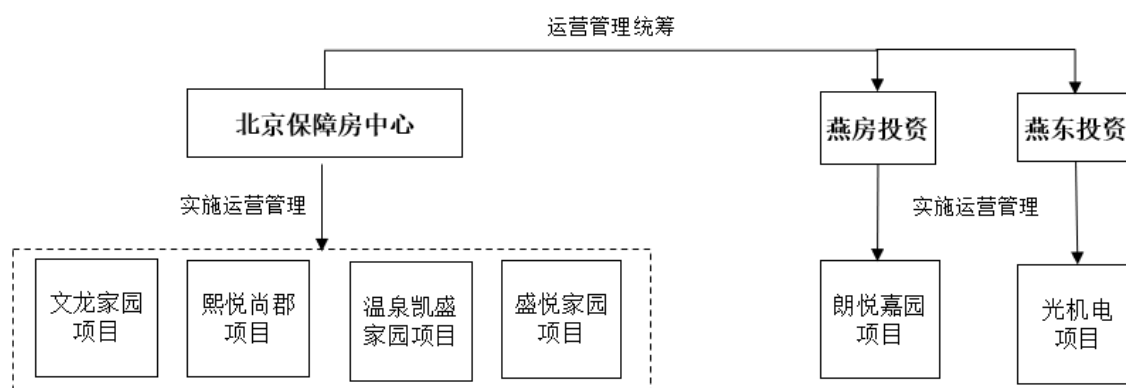 运营管理统筹
北京保障房中心
燕房投资
燕东投资
实施运营管理
实施运营管理
文龙家园
项目
熙悦尚郡
项目
温泉凯盛
家园项目
盛悦家园
项目
朗悦嘉园
项目
光机电
项目